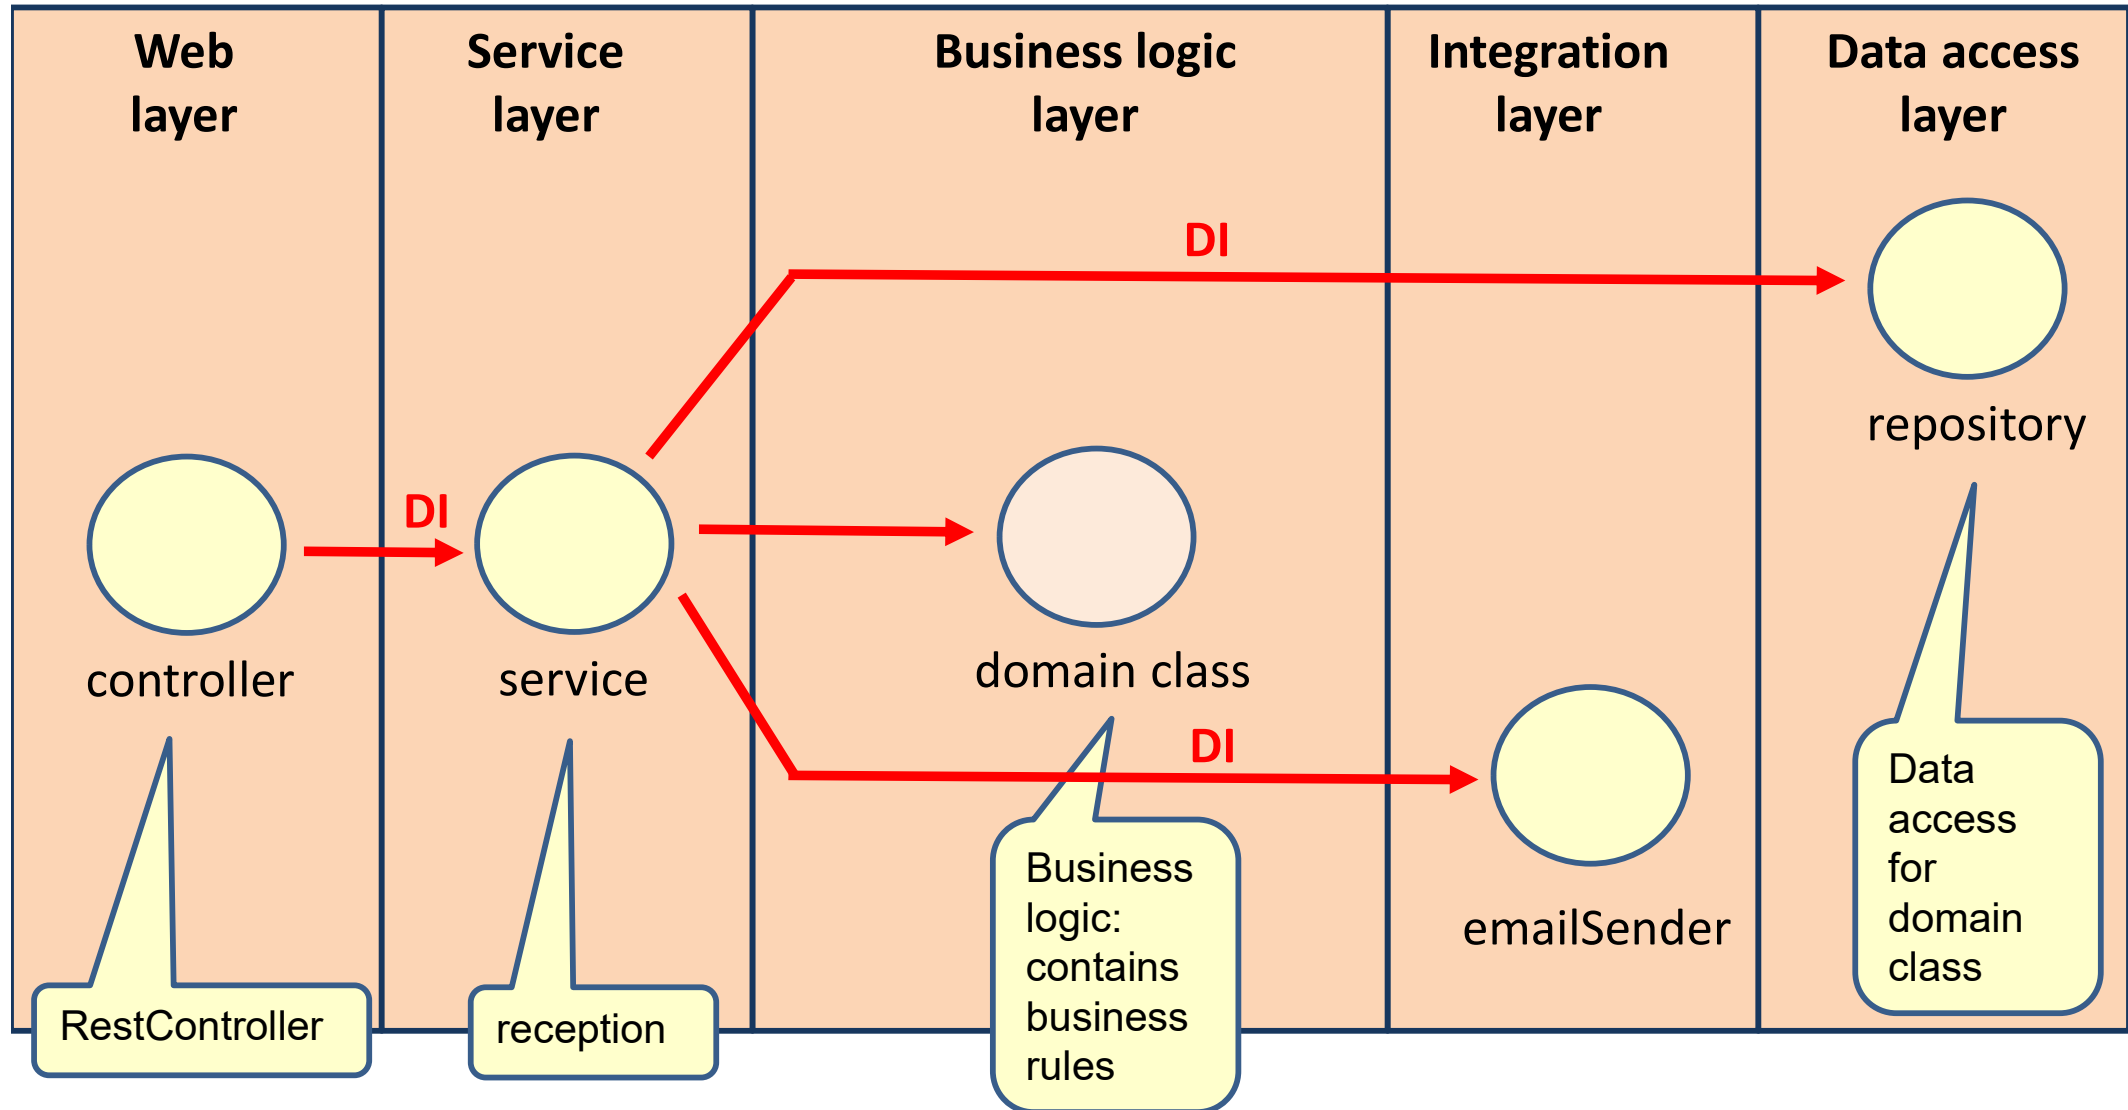 Web
layer
Service
layer
Business logic
layer
Integration
layer
Data access
layer
DI
repository
DI
controller
service
domain class
DI
emailSender
RestController
reception
Business
logic:
contains
business
rules
Data
access
for
domain
class